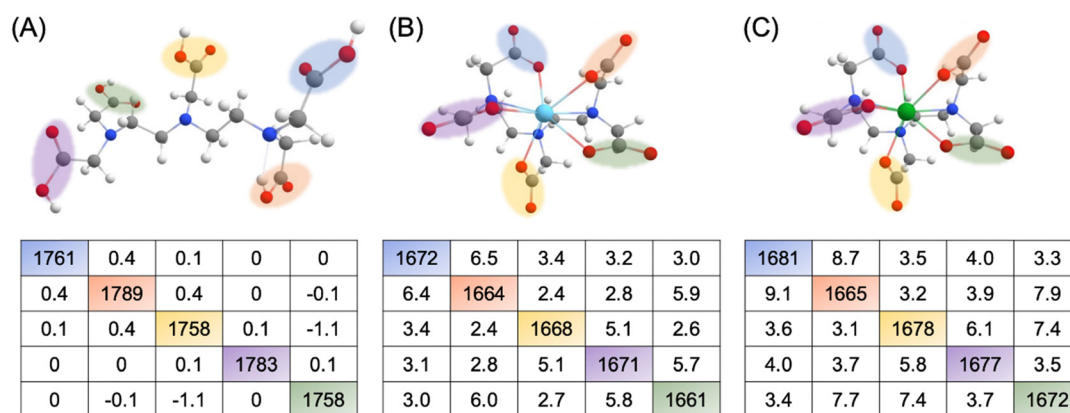 (A) (B) (C)
1761 0.4 0.1 0 0 1672 6.5 3.4 3.2 3.0 1681 8.7 3.5 4.0 3.3
0.4 1789 0.4 0 -0.1 6.4 1664 2.4 2.8 5.9 9.1 1665 3.2 3.9 7.9
0.1 0.4 1758 0.1 -1.1 3.4 2.4 1668 5.1 2.6 3.6 3.1 1678 6.1 7.4
0 0 0.1 1783 0.1 3.1 2.8 5.1 1671 5.7 4.0 3.7 5.8 1677 3.5
0 -0.1 -1.1 0 1758 3.0 6.0 2.7 5.8 1661 3.4 7.7 7.4 3.7 1672